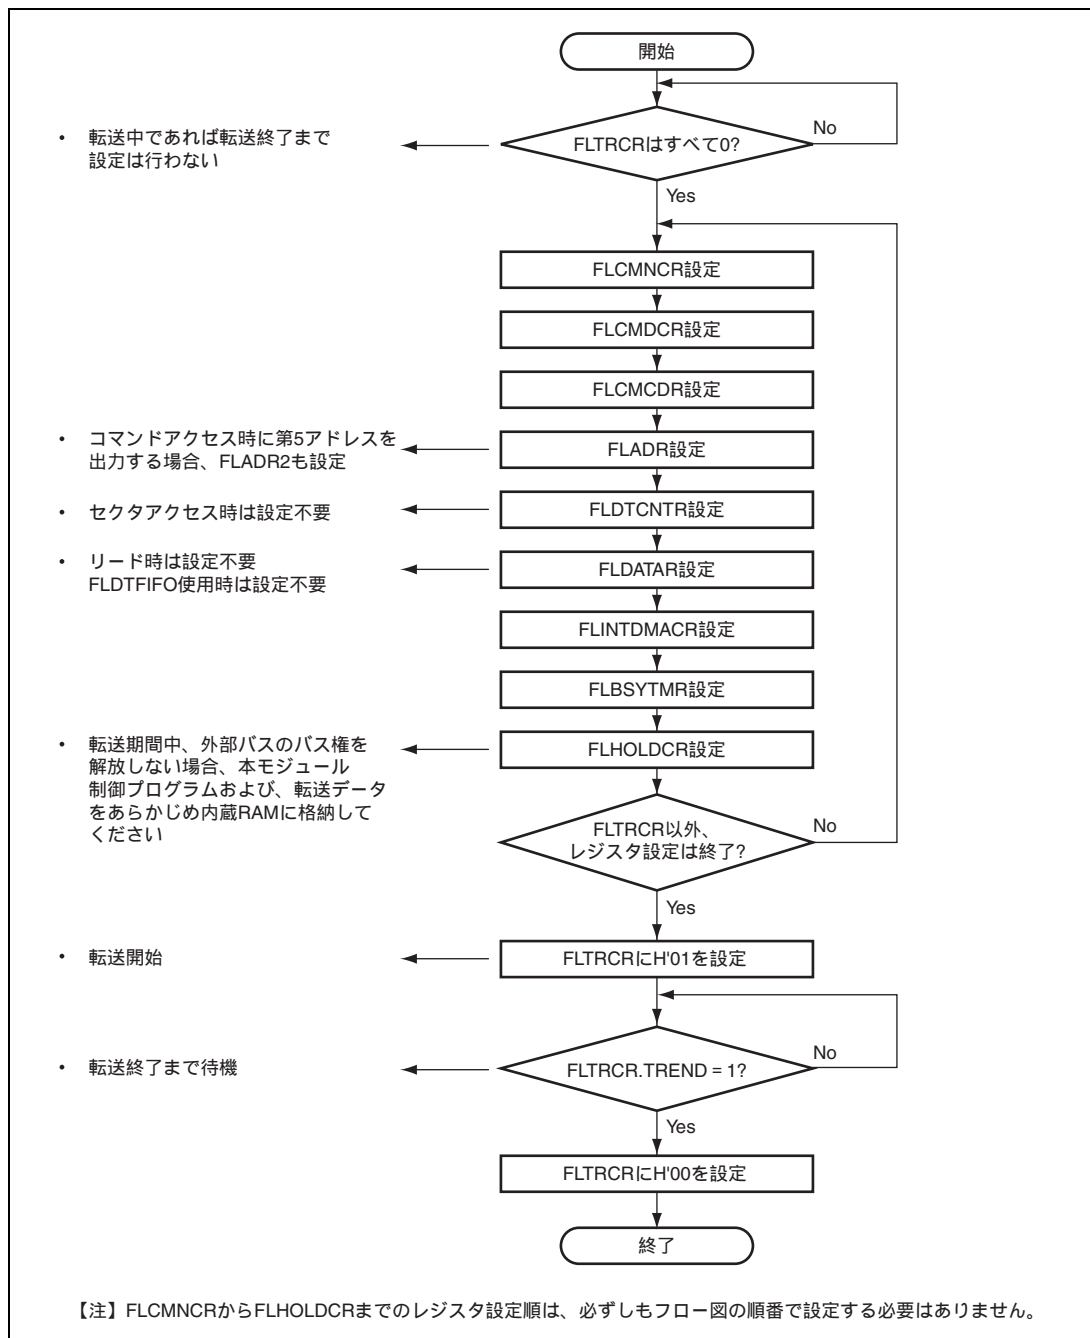 開始
・ 転送中であれば転送終了まで
設定は行わない
FLTRCRはすべて0?
No
Yes
FLCMNCR設定
FLCMDCR設定
FLCMCDR設定
・ コマンドアクセス時に第5アドレスを
出力する場合、FLADR2も設定
FLADR設定
・ セクタアクセス時は設定不要
FLDTCNTR設定
・ リード時は設定不要
FLDTFIFO使用時は設定不要
FLDATAR設定
FLINTDMACR設定
FLBSYTMR設定
・ 転送期間中、外部バスのバス権を
解放しない場合、本モジュール
制御プログラムおよび、転送データ
をあらかじめ内蔵RAMに格納して
ください
FLHOLDCR設定
FLTRCR以外、
レジスタ設定は終了?
No
Yes
・ 転送開始
FLTRCRにH'01を設定
・ 転送終了まで待機
FLTRCR.TREND = 1?
No
Yes
FLTRCRにH'00を設定
終了
【注】FLCMNCRからFLHOLDCRまでのレジスタ設定順は、必ずしもフロー図の順番で設定する必要はありません。